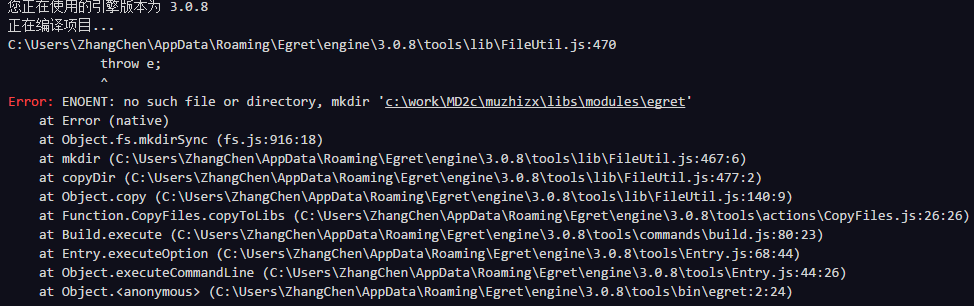 您正在使用的引擎版本为 3.0.8
正在编译项目...
C:\Users\ZhangChen\AppData\Roaming\Egret\engine\3.0.8\tools\lib\FileUtil.js:470
            throw e;
            ^
Error: ENOENT: no such file or directory, mkdir 'c:\work\MD2c\muzhizx\libs\modules\egret'
    at Error (native)
    at Object.fs.mkdirSync (fs.js:916:18)
    at mkdir (C:\Users\ZhangChen\AppData\Roaming\Egret\engine\3.0.8\tools\lib\FileUtil.js:467:6)
    at copyDir (C:\Users\ZhangChen\AppData\Roaming\Egret\engine\3.0.8\tools\lib\FileUtil.js:477:2)
    at Object.copy (C:\Users\ZhangChen\AppData\Roaming\Egret\engine\3.0.8\tools\lib\FileUtil.js:140:9)
    at Function.CopyFiles.copyToLibs (C:\Users\ZhangChen\AppData\Roaming\Egret\engine\3.0.8\tools\actions\CopyFiles.js:26:26)
    at Build.execute (C:\Users\ZhangChen\AppData\Roaming\Egret\engine\3.0.8\tools\commands\build.js:80:23)
    at Entry.executeOption (C:\Users\ZhangChen\AppData\Roaming\Egret\engine\3.0.8\tools\Entry.js:68:44)
    at Object.executeCommandLine (C:\Users\ZhangChen\AppData\Roaming\Egret\engine\3.0.8\tools\Entry.js:44:26)
    at Object.<anonymous> (C:\Users\ZhangChen\AppData\Roaming\Egret\engine\3.0.8\tools\bin\egret:2:24)